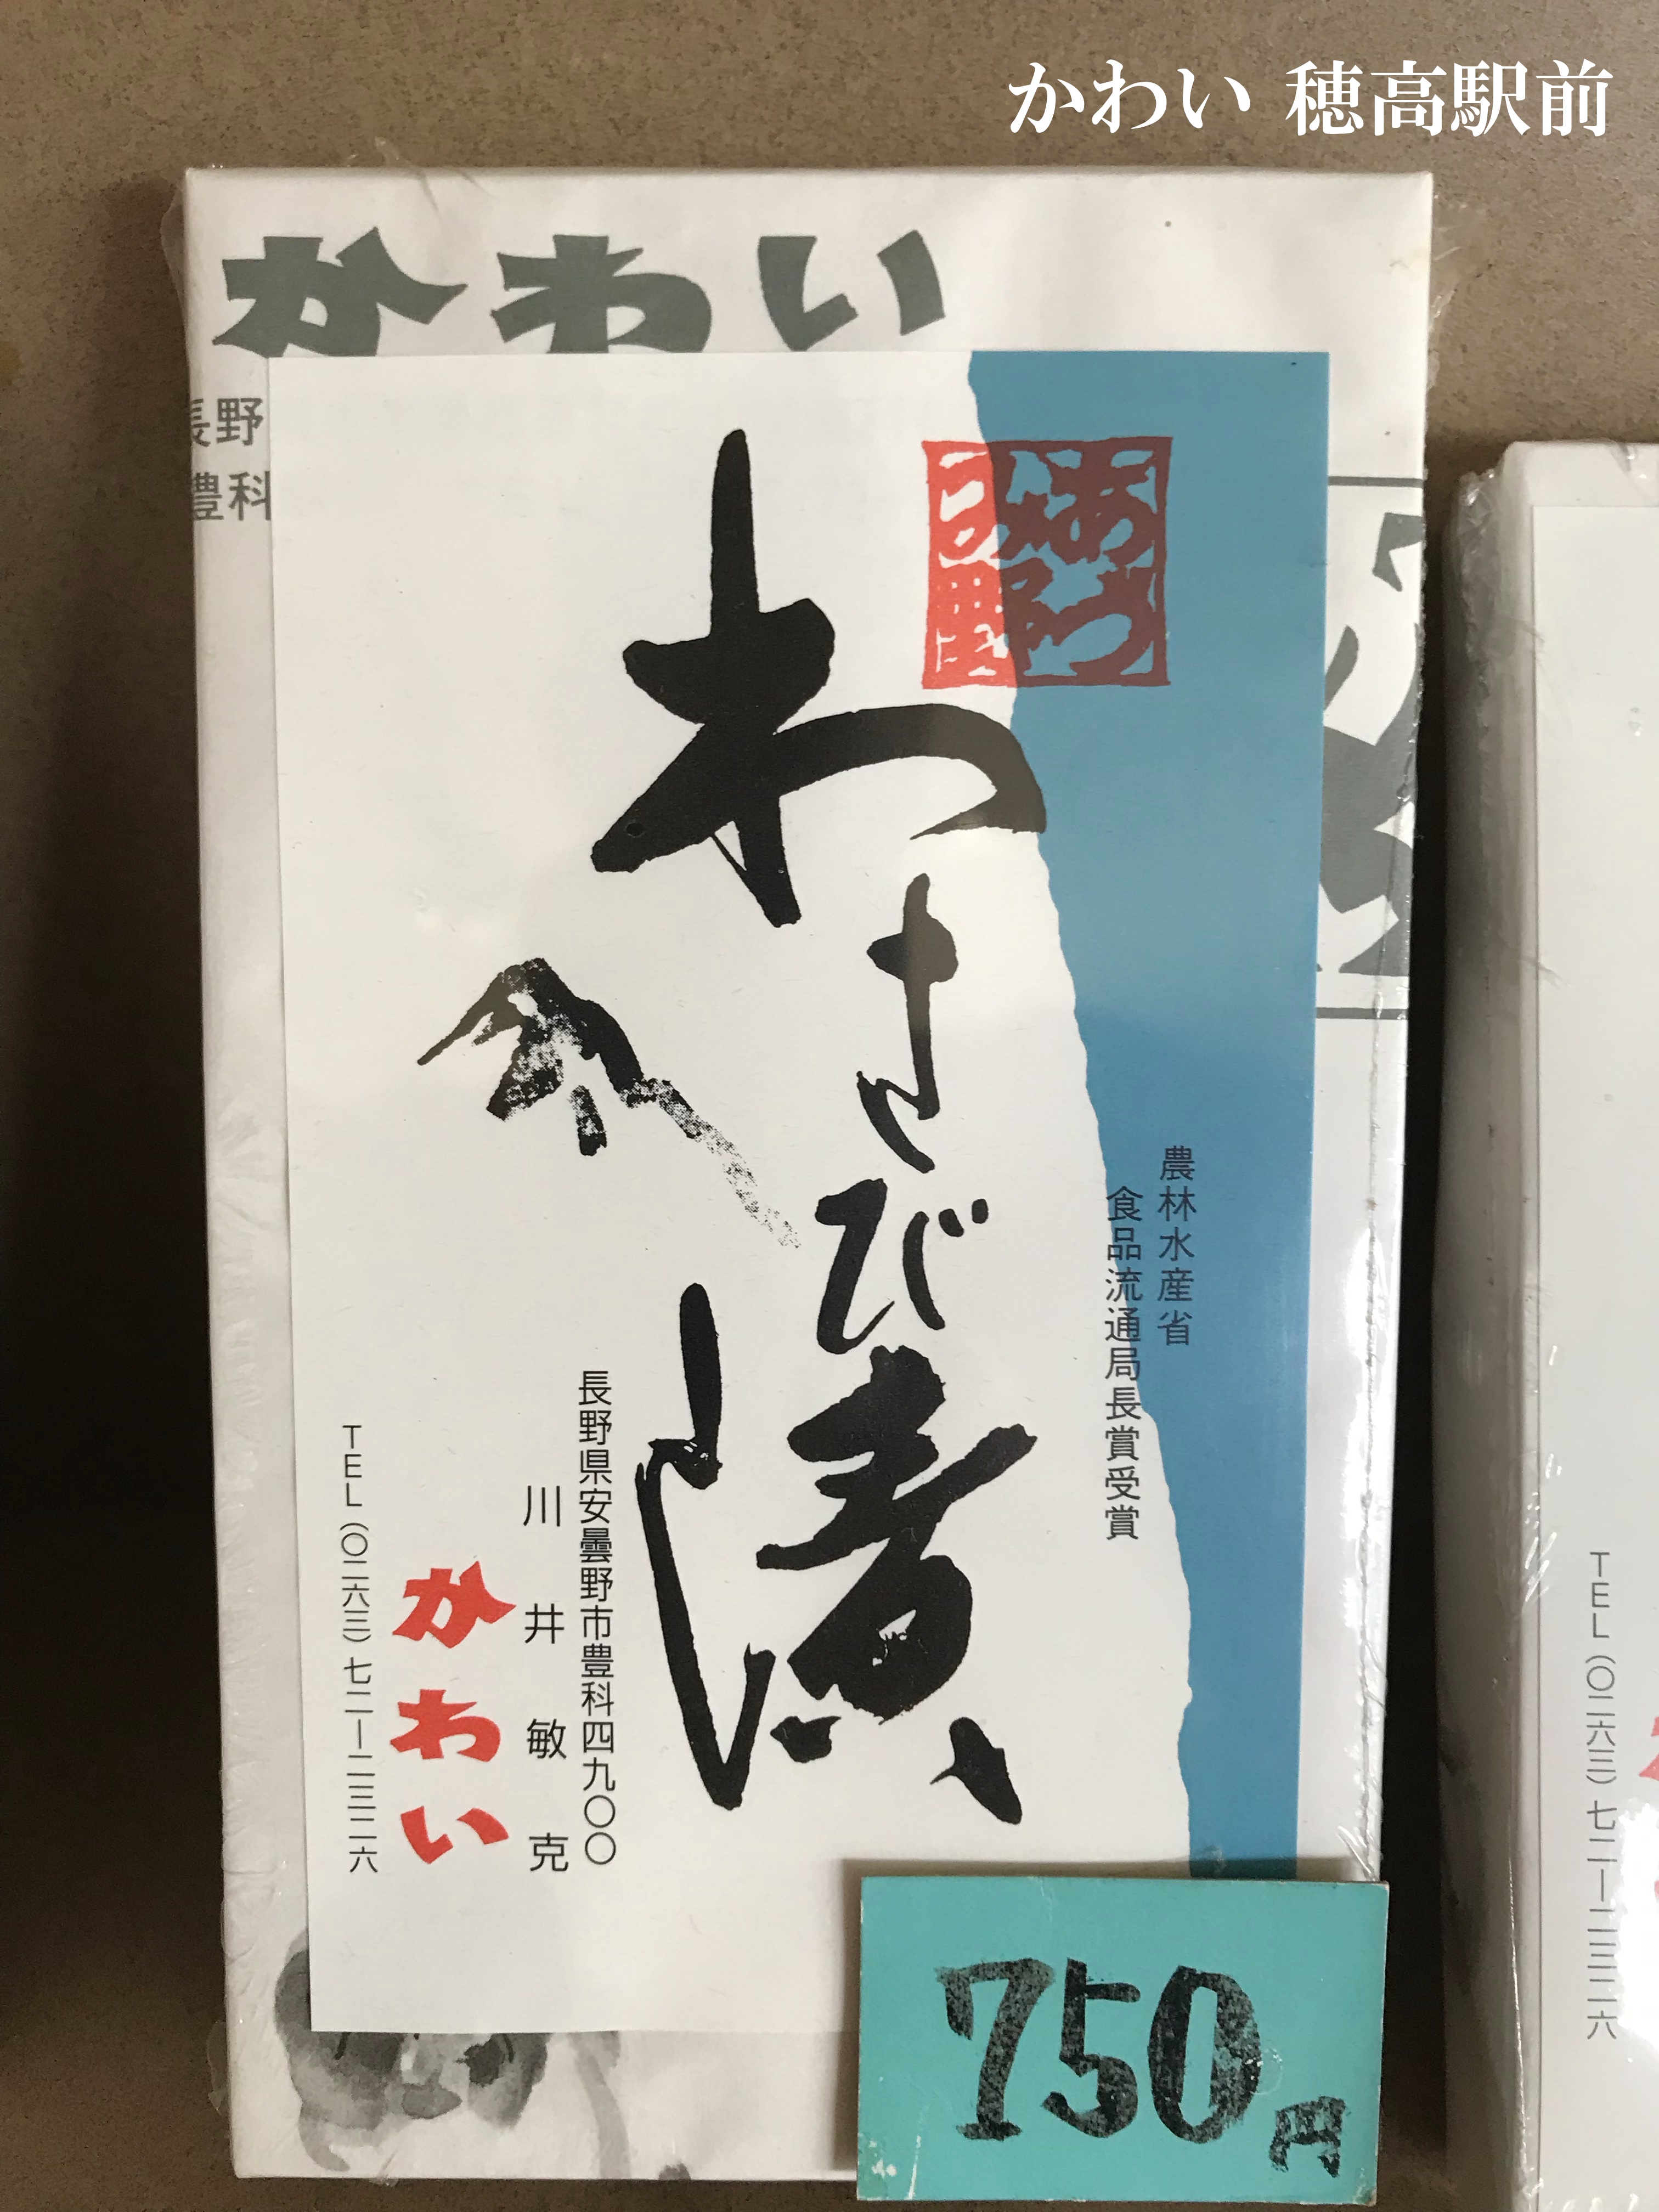 かわい 穂高駅前
かわい
長野
豊科
あづ
み野
わさび漬
農林水産省
食品流通局長賞受賞
長野県安曇野市豊科四九〇〇
川井敏克
かわい
TEL(〇二六三)七二―二三二六
750円
TEL(〇二六三)七二―二三二六